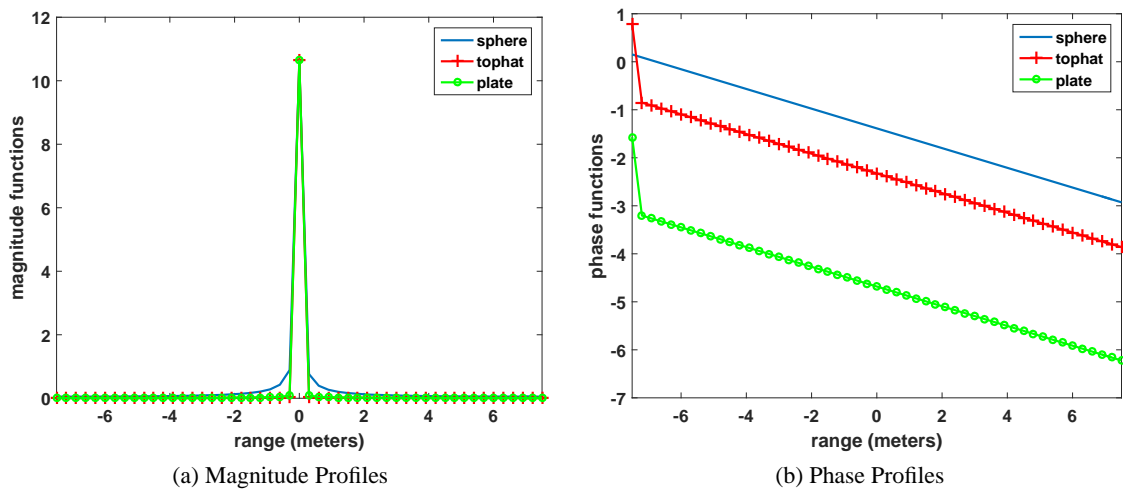 12
10
8
6
4
2
0
-6
-4
-2
0
2
4
6
magnitude functions
range (meters)
sphere
tophat
plate
(a) Magnitude Profiles
1
0
-1
-2
-3
-4
-5
-6
-7
-6
-4
-2
0
2
4
6
phase functions
range (meters)
sphere
tophat
plate
(b) Phase Profiles